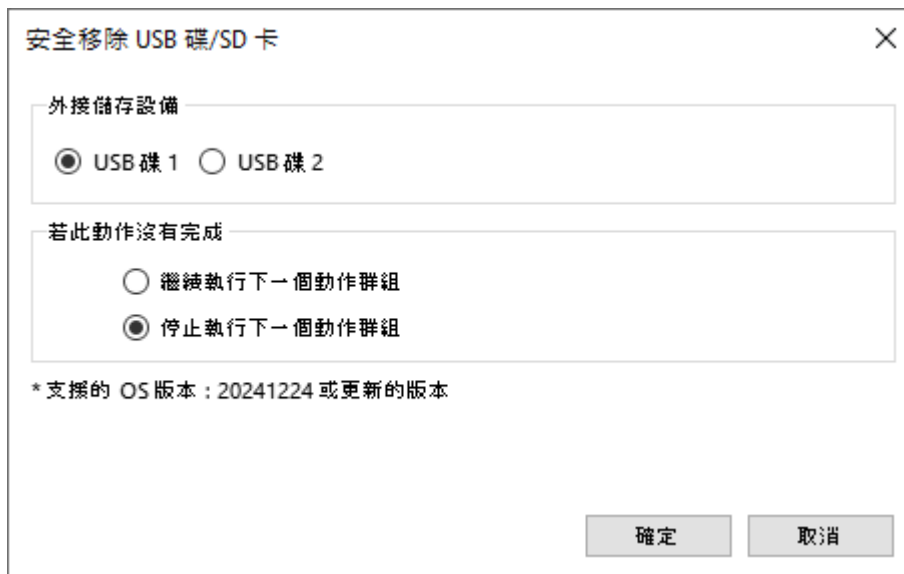 安全移除 USB 碟/SD 卡
外接儲存設備
USB 碟 1 USB 碟 2
若此動作沒有完成
繼續執行下一個動作群組
停止執行下一個動作群組
* 支援的 OS 版本：20241224 或更新的版本
確定 取消